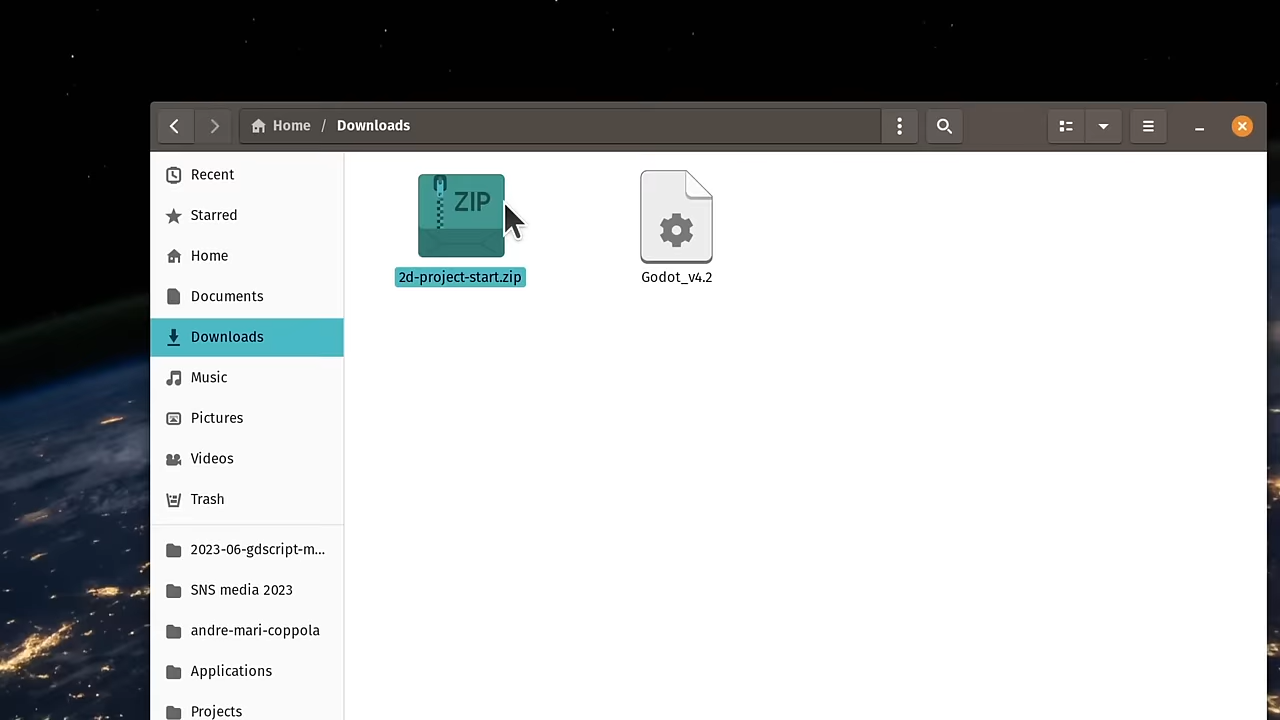 Home / Downloads
Recent
Starred
Home
Documents
Downloads
Music
Pictures
Videos
Trash
2023-06-gdscript-m...
SNS media 2023
andre-mari-coppola
Applications
Projects
ZIP
2d-project-start.zip
Godot_v4.2